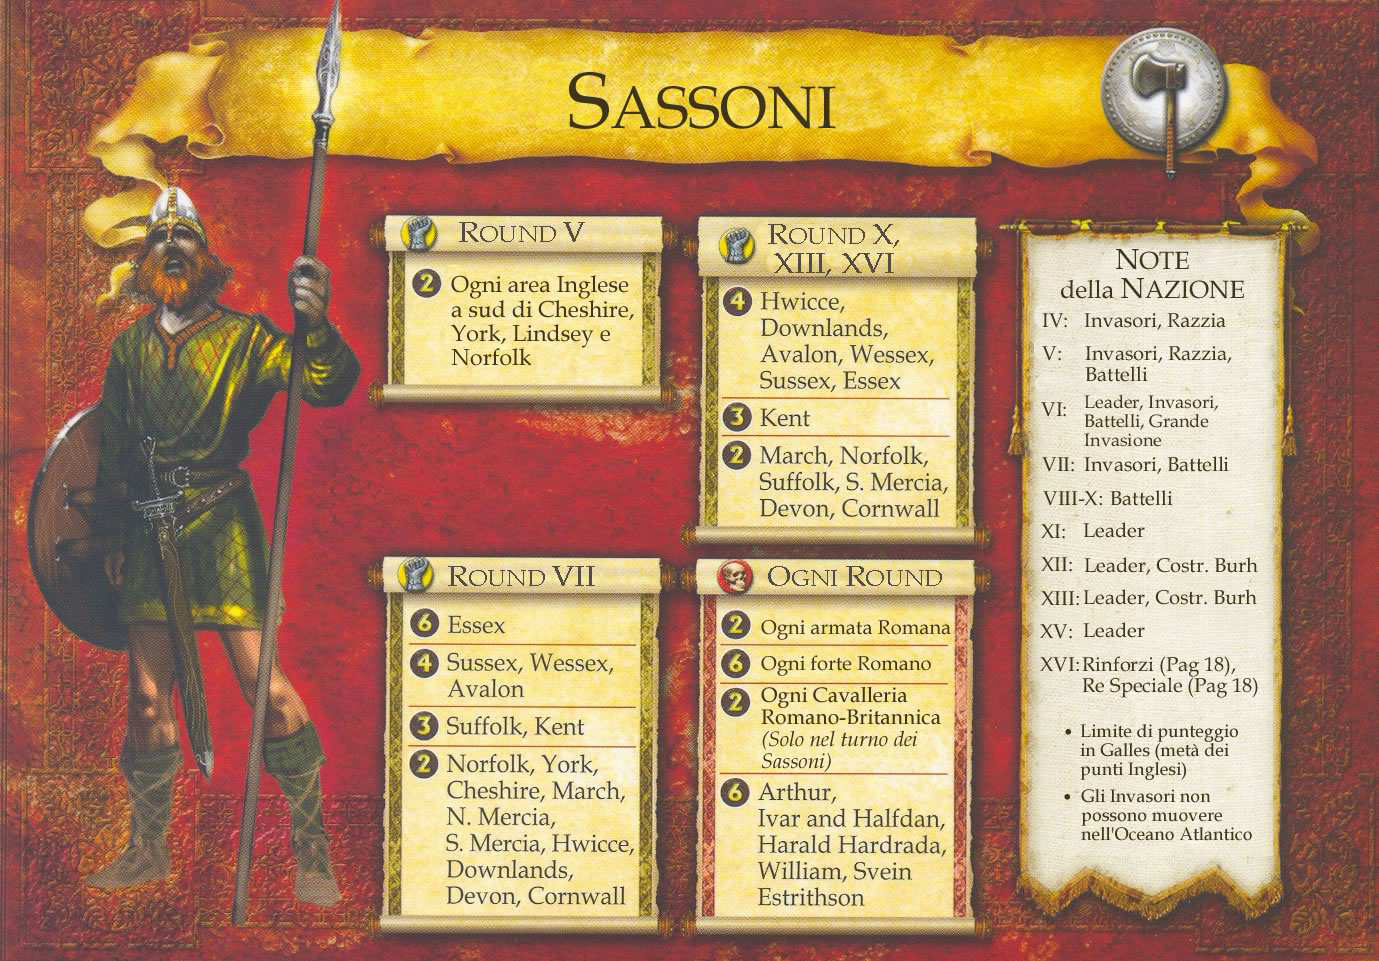 SASSONI
ROUND V
2 Ogni area Inglese
a sud di Cheshire,
York, Lindsey e
Norfolk
ROUND X,
XIII, XVI
4 Hwicce,
Downlands,
Avalon, Wessex,
Sussex, Essex
3 Kent
2 March, Norfolk,
Suffolk, S. Mercia,
Devon, Cornwall
ROUND VII
6 Essex
4 Sussex, Wessex,
Avalon
3 Suffolk, Kent
2 Norfolk, York,
Cheshire, March,
N. Mercia,
S. Mercia, Hwicce,
Downlands,
Devon, Cornwall
OGNI ROUND
2 Ogni armata Romana
6 Ogni forte Romano
2 Ogni Cavalleria
Romano-Britannica
(Solo nel turno dei
Sassoni)
6 Arthur,
Ivar and Halfdan,
Harald Hardrada,
William, Svein
Estrithson
NOTE
della NAZIONE
IV: Invasori, Razzia
V: Invasori, Razzia,
Battelli
VI: Leader, Invasori,
Battelli, Grande
Invasione
VII: Invasori, Battelli
VIII-X: Battelli
XI: Leader
XII: Leader, Costr. Burh
XIII: Leader, Costr. Burh
XV: Leader
XVI: Rinforzi (Pag 18),
Re Speciale (Pag 18)
• Limite di punteggio
in Galles (metà dei
punti Inglesi)
• Gli Invasori non
possono muovere
nell'Oceano Atlantico